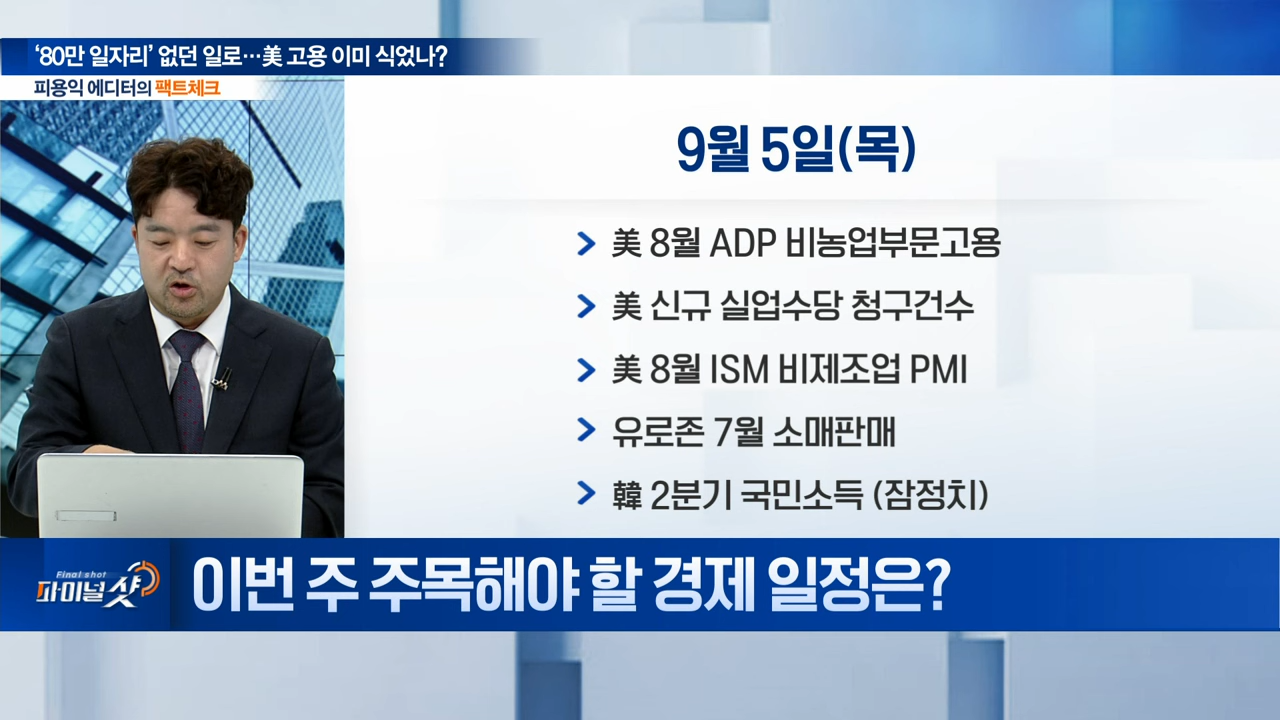 ‘80만 일자리’ 없던 일로…美 고용 이미 식었나?
피용익 에디터의 팩트체크
9월 5일(목)
美 8월 ADP 비농업부문고용
美 신규 실업수당 청구건수
美 8월 ISM 비제조업 PMI
유로존 7월 소매판매
韓 2분기 국민소득 (잠정치)
Final shot
파이널샷
이번 주 주목해야 할 경제 일정은?